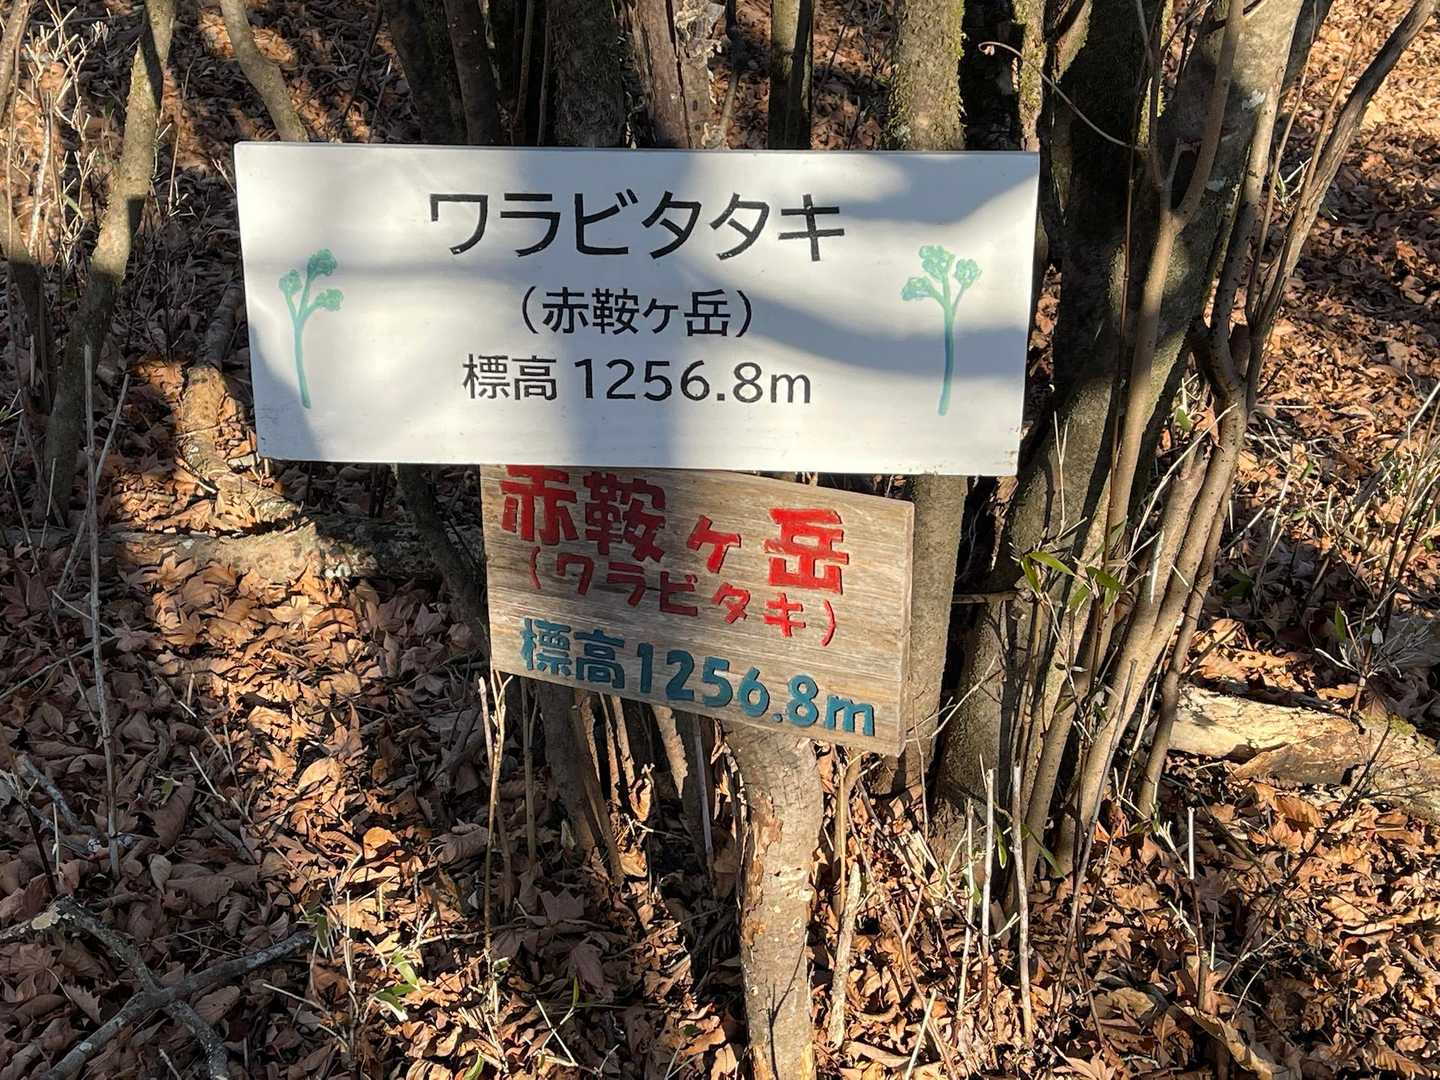 ワラビタタキ
（赤鞍ヶ岳）
標高 1256.8m
赤鞍ヶ岳
(ワラビタキ)
標高1256.8m